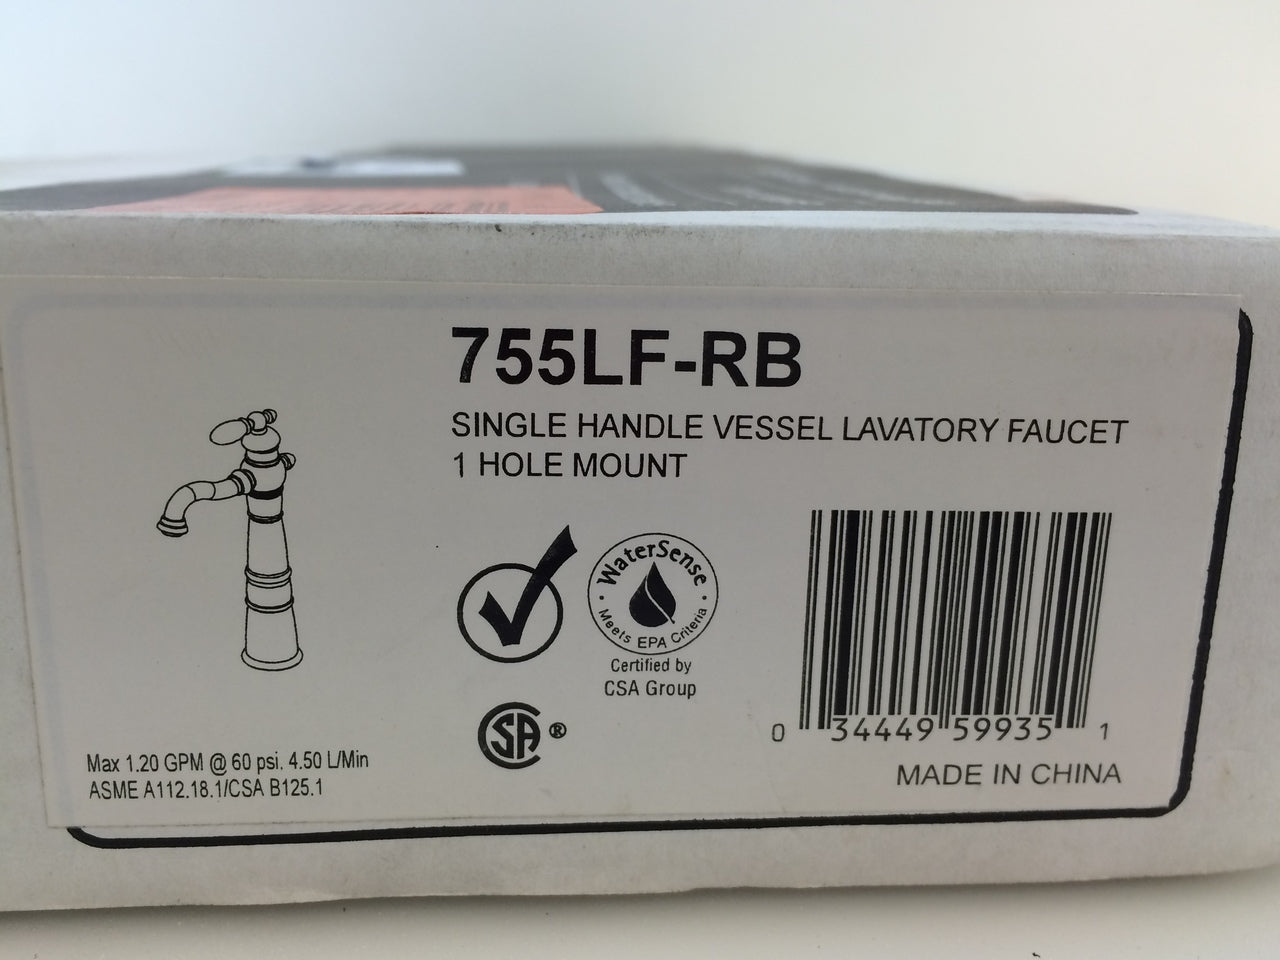 755LF-RB
SINGLE HANDLE VESSEL LAVATORY FAUCET
1 HOLE MOUNT
WaterSense
Meets EPA Criteria
Certified by
CSA Group
CSA®
0 34449 59935 1
MADE IN CHINA
Max 1.20 GPM @ 60 psi. 4.50 L/Min
ASME A112.18.1/CSA B125.1